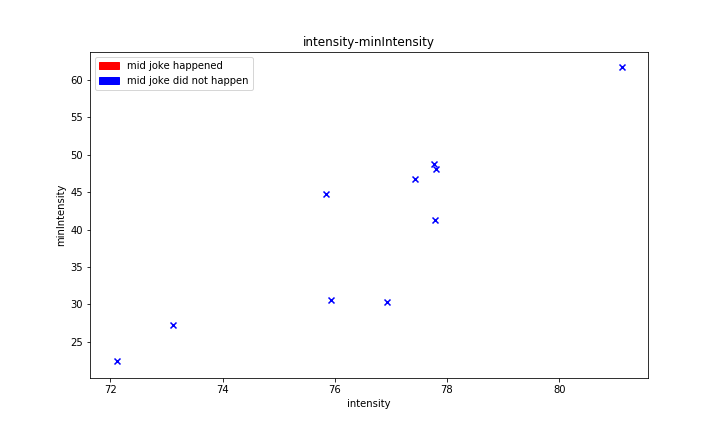 intensity-minIntensity
mid joke happened
mid joke did not happen
60
55
50
45
40
35
30
25
minIntensity
72 74 76 78 80
intensity